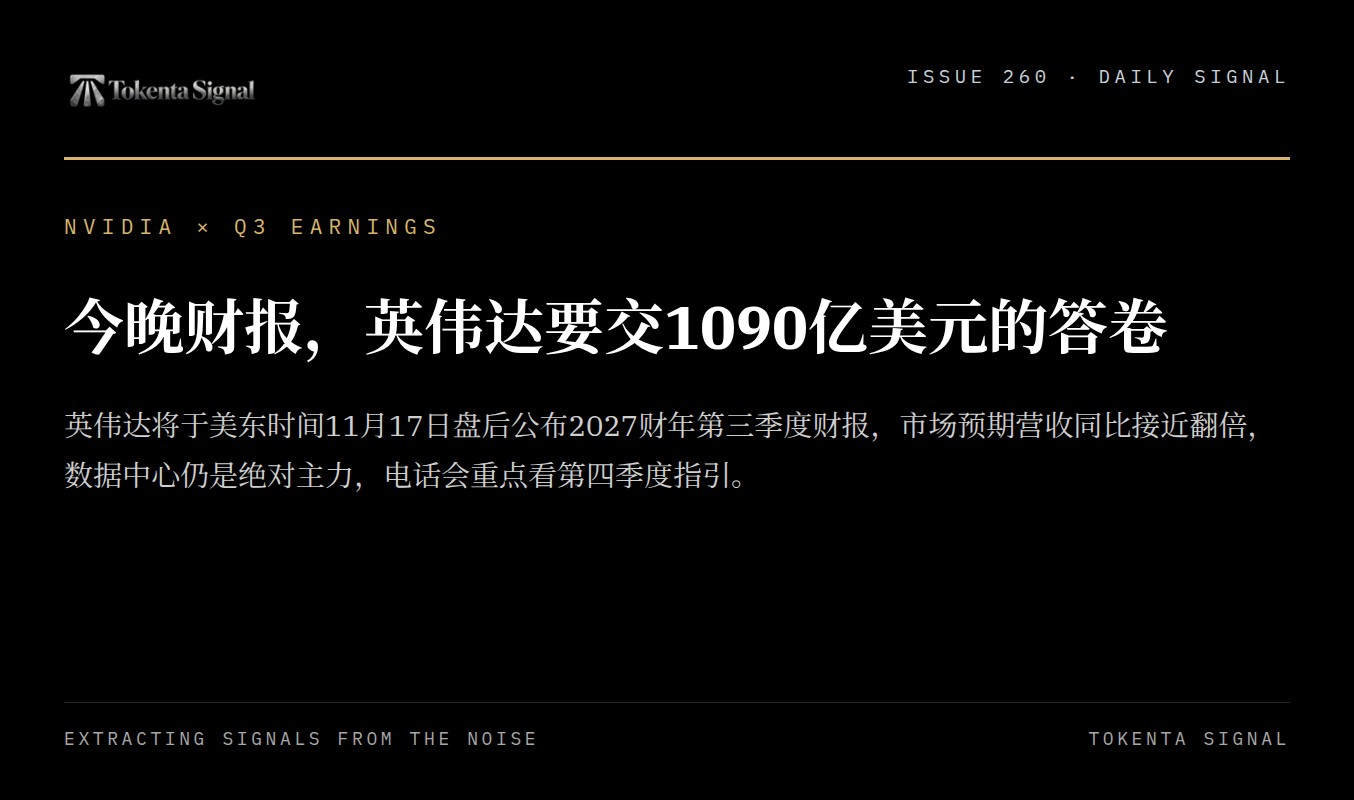 Tokenta Signal
ISSUE 260 · DAILY SIGNAL
NVIDIA × Q3 EARNINGS
今晚财报，英伟达要交1090亿美元的答卷
英伟达将于美东时间11月17日盘后公布2027财年第三季度财报，市场预期营收同比接近翻倍，
数据中心仍是绝对主力，电话会重点看第四季度指引。
EXTRACTING SIGNALS FROM THE NOISE
TOKENTA SIGNAL